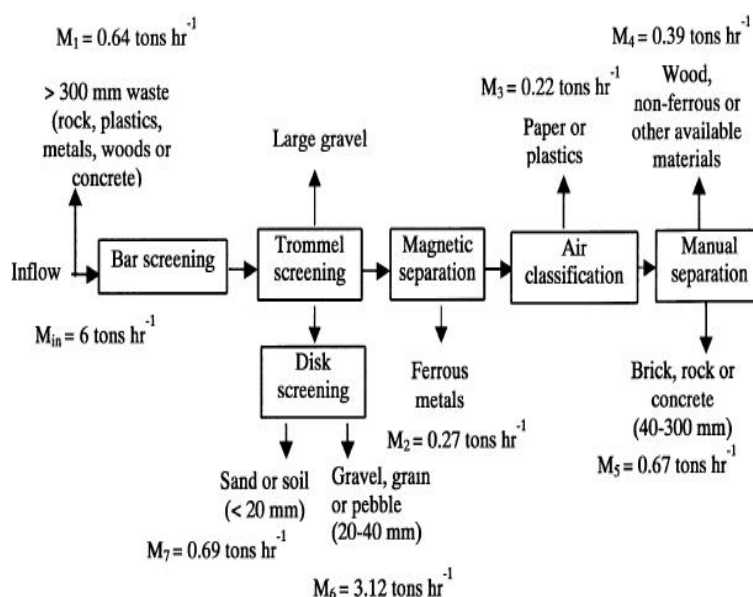 M₁ = 0.64 tons hr⁻¹
> 300 mm waste
(rock, plastics,
metals, woods or
concrete)
Large gravel
M₃ = 0.22 tons hr⁻¹
Paper or
plastics
M₄ = 0.39 tons hr⁻¹
Wood,
non-ferrous or
other available
materials
Inflow
Bar screening
Trommel
screening
Magnetic
separation
Air
classification
Manual
separation
Mᵢₙ = 6 tons hr⁻¹
Disk
screening
Ferrous
metals
M₂ = 0.27 tons hr⁻¹
Brick, rock or
concrete
(40-300 mm)
M₅ = 0.67 tons hr⁻¹
Sand or soil
(< 20 mm)
M₇ = 0.69 tons hr⁻¹
Gravel, grain
or pebble
(20-40 mm)
M₆ = 3.12 tons hr⁻¹